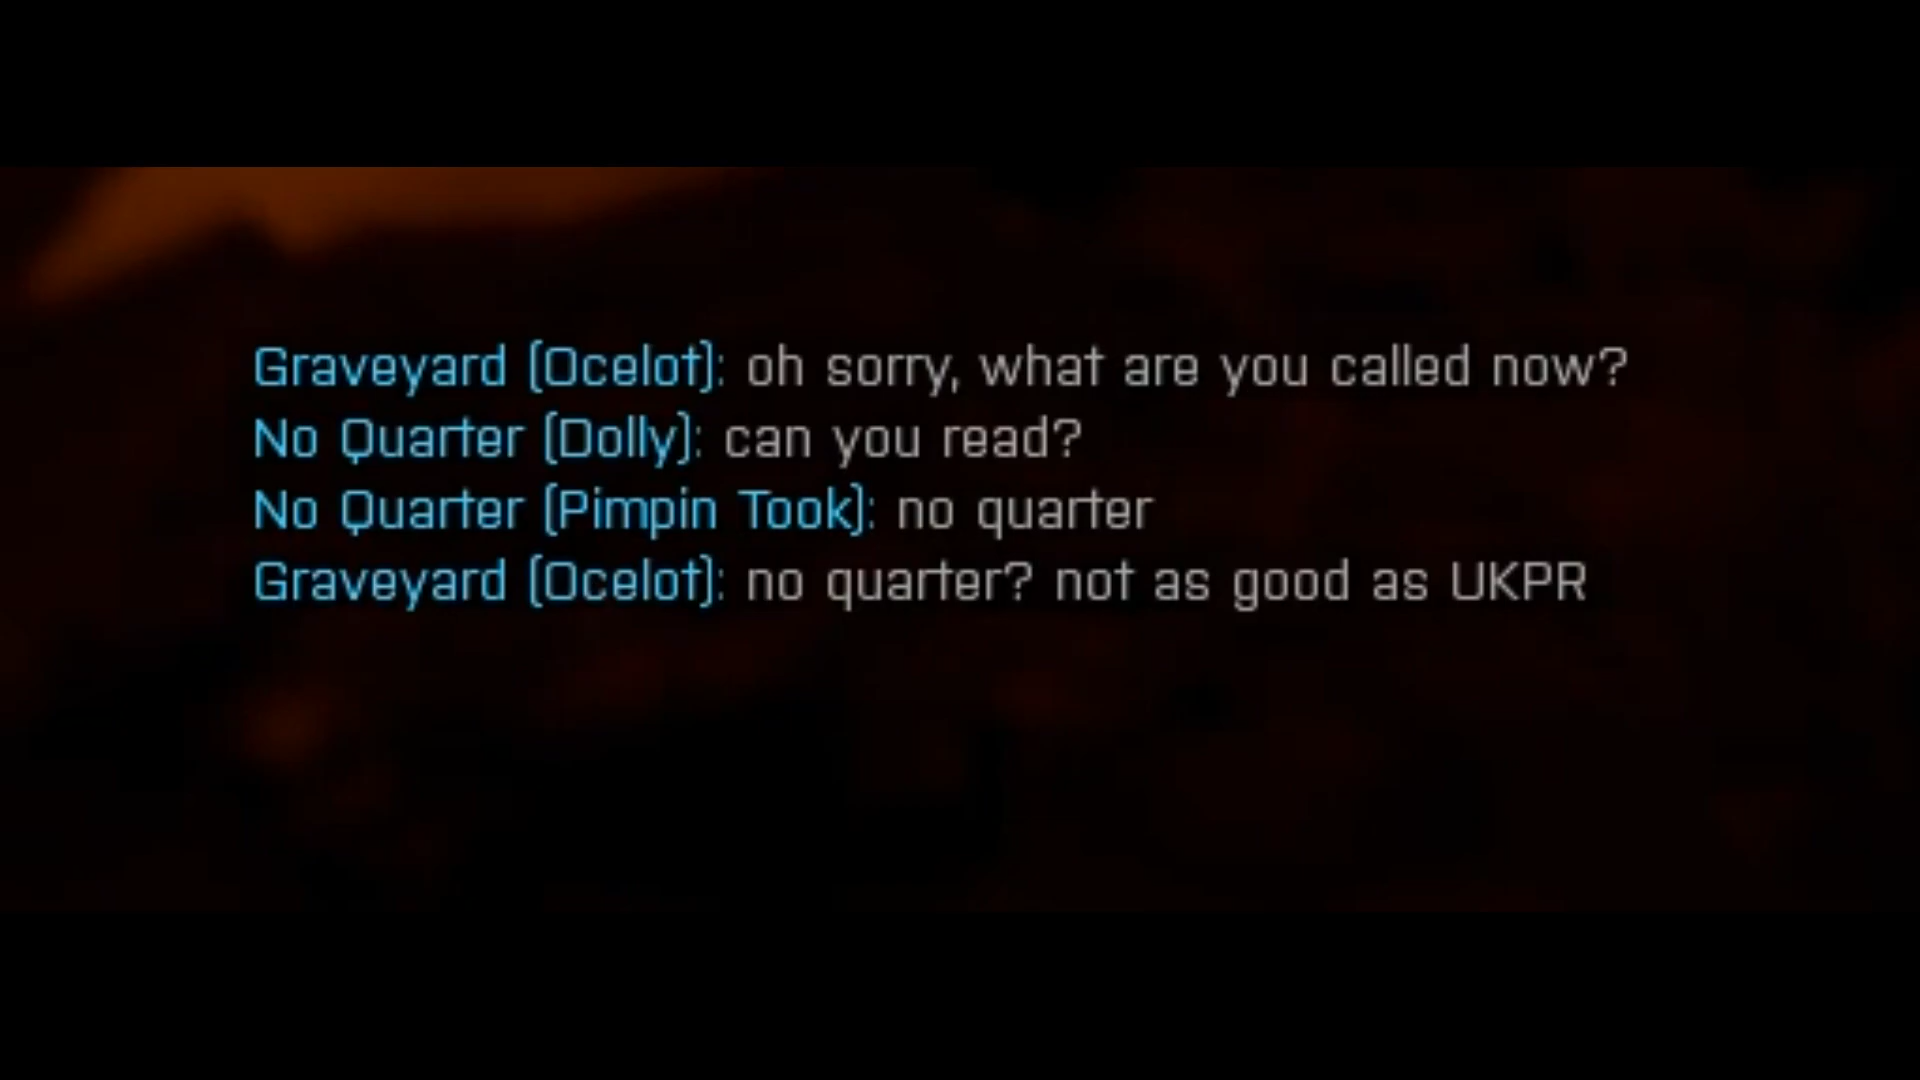 Graveyard (Ocelot): oh sorry, what are you called now?
No Quarter (Dolly): can you read?
No Quarter (Pimpin Took): no quarter
Graveyard (Ocelot): no quarter? not as good as UKPR